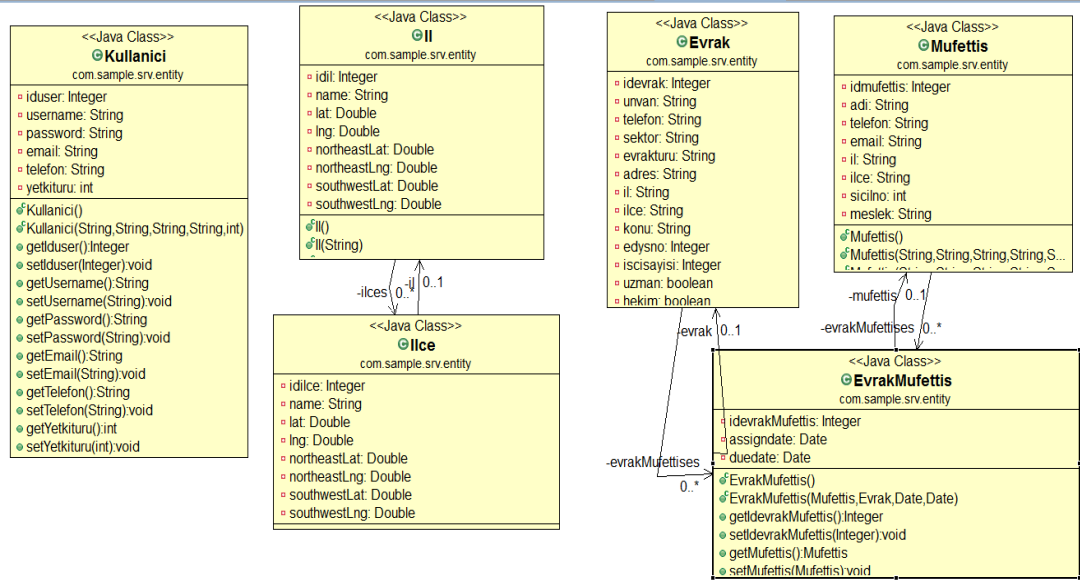 <<Java Class>>
Kullanici
com.sample.srv.entity
iduser: Integer
username: String
password: String
email: String
telefon: String
yetkituru: int
Kullanici()
Kullanici(String,String,String,String,int)
getIduser():Integer
setIduser(Integer):void
getUsername():String
setUsername(String):void
getPassword():String
setPassword(String):void
getEmail():String
setEmail(String):void
getTelefon():String
setTelefon(String):void
getYetkituru():int
setYetkituru(int):void
<<Java Class>>
Il
com.sample.srv.entity
idil: Integer
name: String
lat: Double
lng: Double
northeastLat: Double
northeastLng: Double
southwestLat: Double
southwestLng: Double
Il()
Il(String)
-ilces
0..*
-il
0..1
<<Java Class>>
Ilce
com.sample.srv.entity
idilce: Integer
name: String
lat: Double
lng: Double
northeastLat: Double
northeastLng: Double
southwestLat: Double
southwestLng: Double
<<Java Class>>
Evrak
com.sample.srv.entity
idevrak: Integer
unvan: String
telefon: String
sektor: String
evrakturu: String
adres: String
il: String
ilce: String
konu: String
edysno: Integer
iscisayisi: Integer
uzman: boolean
hekim: boolean
-evrak
0..1
-evrakMufettises
0..*
<<Java Class>>
Mufettis
com.sample.srv.entity
idmufettis: Integer
adi: String
telefon: String
email: String
il: String
ilce: String
sicilno: int
meslek: String
Mufettis()
Mufettis(String,String,String,String,S...
-mufettis
0..1
-evrakMufettises
0..*
<<Java Class>>
EvrakMufettis
com.sample.srv.entity
idevrakMufettis: Integer
assigndate: Date
duedate: Date
EvrakMufettis()
EvrakMufettis(Mufettis,Evrak,Date,Date)
getIdevrakMufettis():Integer
setIdevrakMufettis(Integer):void
getMufettis():Mufettis
setMufettis(Mufettis):void